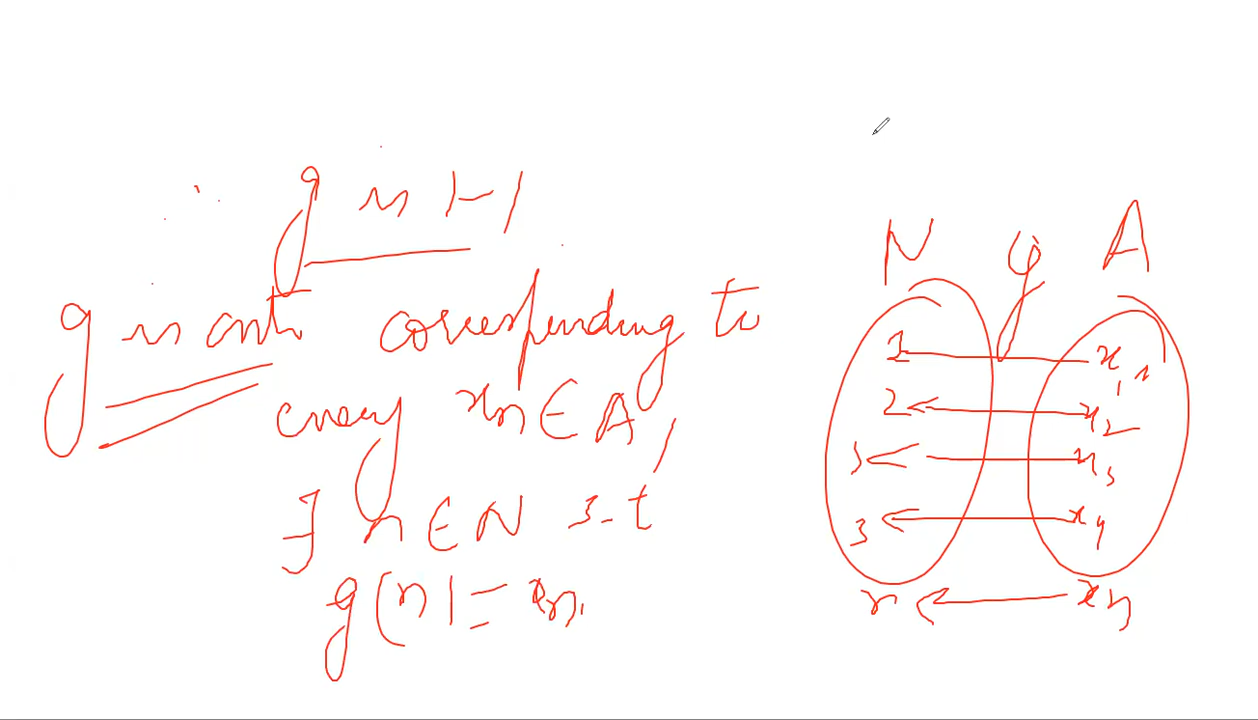 ∴ g is 1-1
g is onto corresponding to
every xn ∈ A,
∃ n ∈ N s.t
g(n) = xn.
N g A
1 x1
2 x2
3 x3
3 x4
n xn